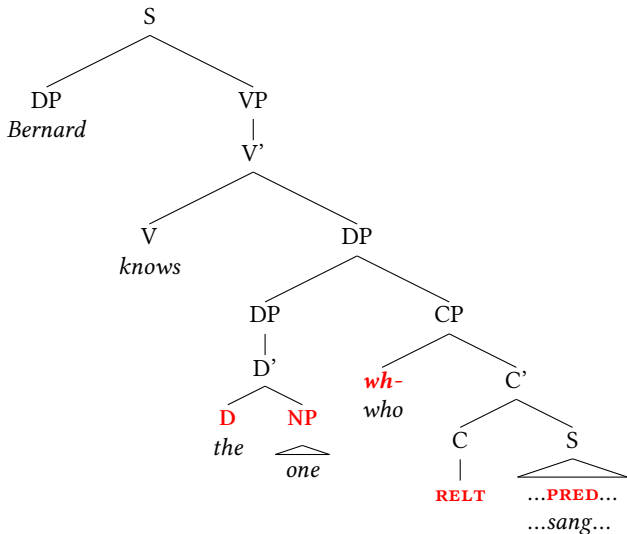 S
DP VP
Bernard
V'
V DP
knows
DP CP
D' wh- C'
who
D NP C S
the one
RELT ...PRED...
...sang...